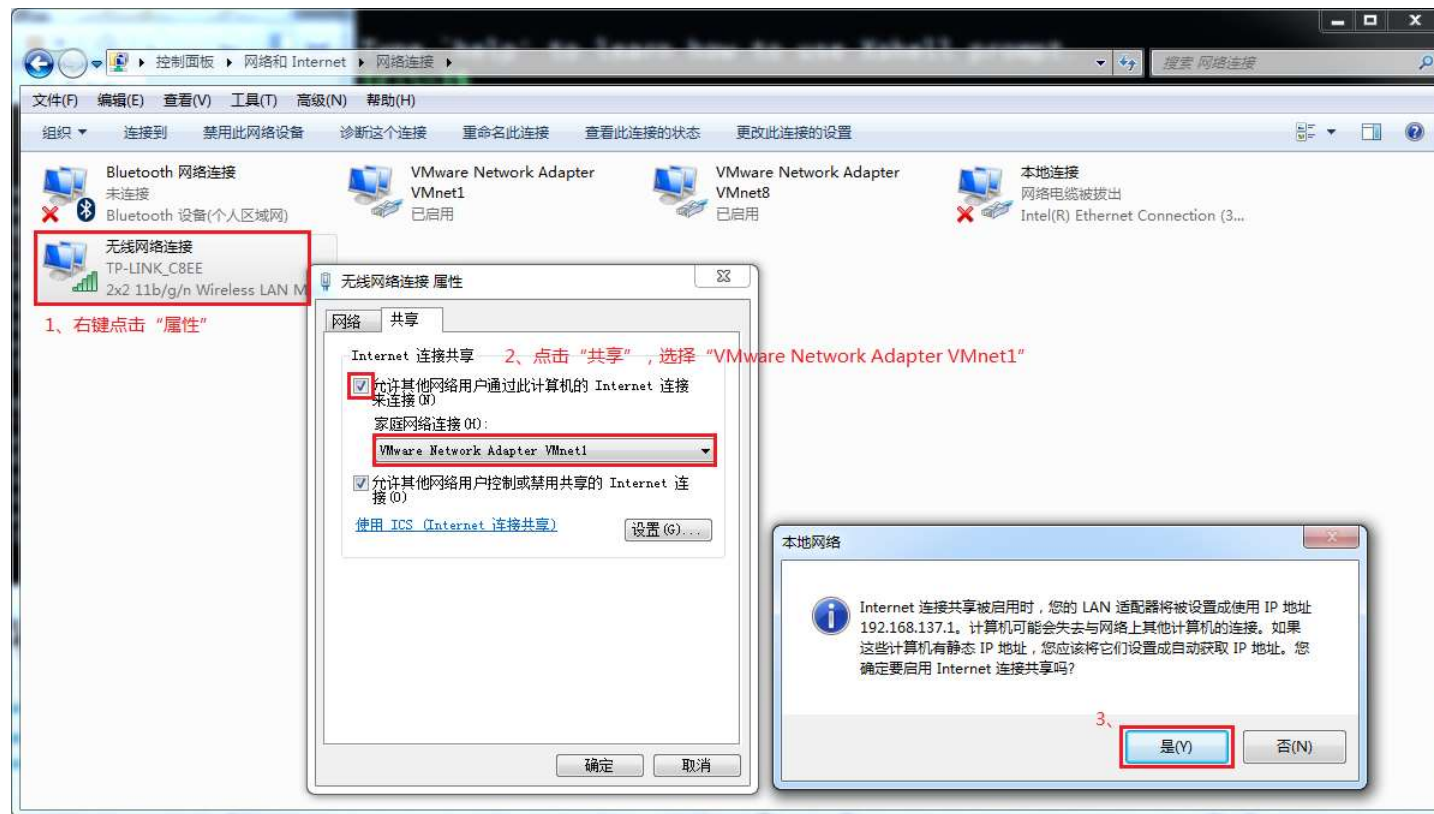 控制面板 ▸ 网络和 Internet ▸ 网络连接 ▸
搜索 网络连接
文件(F) 编辑(E) 查看(V) 工具(T) 高级(N) 帮助(H)
组织 ▼ 连接到 禁用此网络设备 诊断这个连接 重命名此连接 查看此连接的状态 更改此连接的设置
Bluetooth 网络连接
未连接
Bluetooth 设备(个人区域网)
VMware Network Adapter
VMnet1
已启用
VMware Network Adapter
VMnet8
已启用
本地连接
网络电缆被拔出
Intel(R) Ethernet Connection (3...
无线网络连接
TP-LINK_C8EE
2x2 11b/g/n Wireless LAN M
1、右键点击“属性”
无线网络连接 属性
网络 共享
Internet 连接共享
2、点击“共享”,选择“VMware Network Adapter VMnet1”
允许其他网络用户通过此计算机的 Internet 连接
来连接(N)
家庭网络连接(H):
VMware Network Adapter VMnet1
允许其他网络用户控制或禁用共享的 Internet 连
接(O)
使用 ICS (Internet 连接共享)
设置(G)...
确定 取消
本地网络
Internet 连接共享被启用时,您的 LAN 适配器将被设置成使用 IP 地址
192.168.137.1。计算机可能会失去与网络上其他计算机的连接。如果
这些计算机有静态 IP 地址,您应该将它们设置成自动获取 IP 地址。您
确定要启用 Internet 连接共享吗?
3、
是(Y) 否(N)